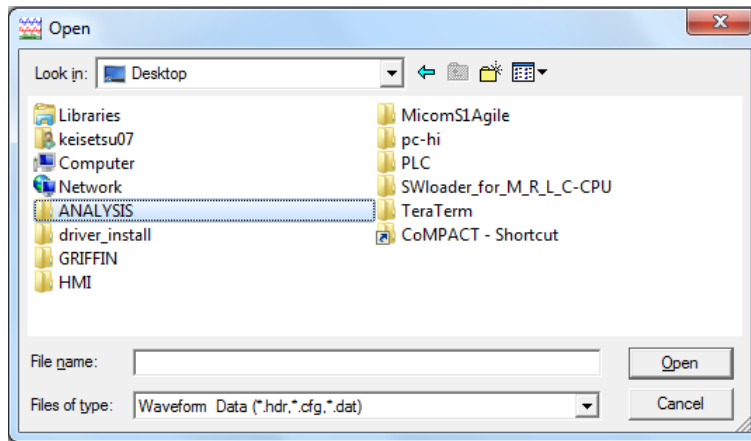 Open
Look in: Desktop
Libraries
keisetsu07
Computer
Network
ANALYSIS
driver_install
GRIFFIN
HMI
MicomS1Agile
pc-hi
PLC
SWloader_for_M_R_L_C-CPU
TeraTerm
CoMPACT - Shortcut
File name:
Open
Files of type: Waveform Data (*.hdr,*.cfg,*.dat)
Cancel